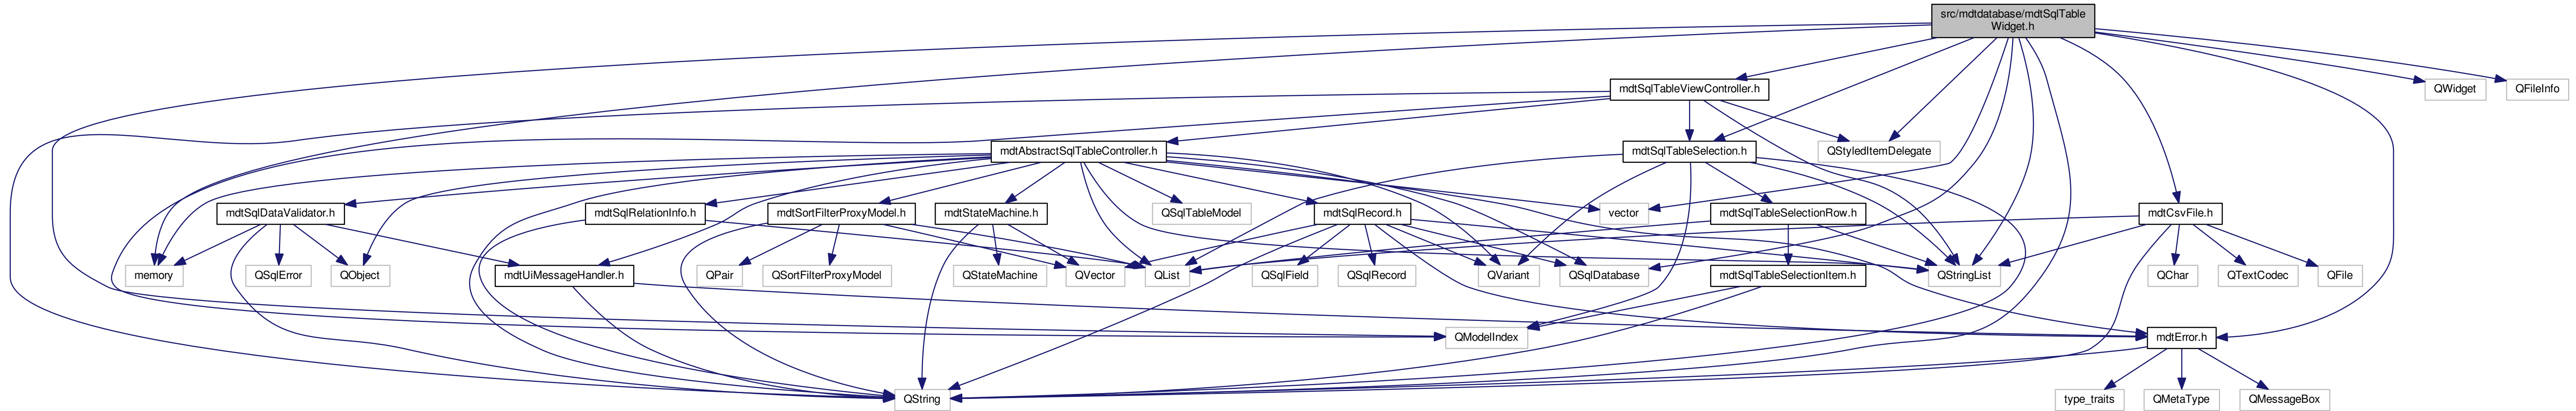 src/mdtdatabase/mdtSqlTable
Widget.h
mdtSqlTableViewController.h
QWidget
QFileInfo
mdtAbstractSqlTableController.h
mdtSqlTableSelection.h
QStyledItemDelegate
mdtSqlDataValidator.h
mdtSqlRelationInfo.h
mdtSortFilterProxyModel.h
mdtStateMachine.h
QSqlTableModel
mdtSqlRecord.h
vector
mdtSqlTableSelectionRow.h
mdtCsvFile.h
memory
QSqlError
QObject
mdtUiMessageHandler.h
QPair
QSortFilterProxyModel
QStateMachine
QVector
QList
QSqlField
QSqlRecord
QVariant
QSqlDatabase
mdtSqlTableSelectionItem.h
QStringList
QChar
QTextCodec
QFile
QModelIndex
mdtError.h
QString
type_traits
QMetaType
QMessageBox